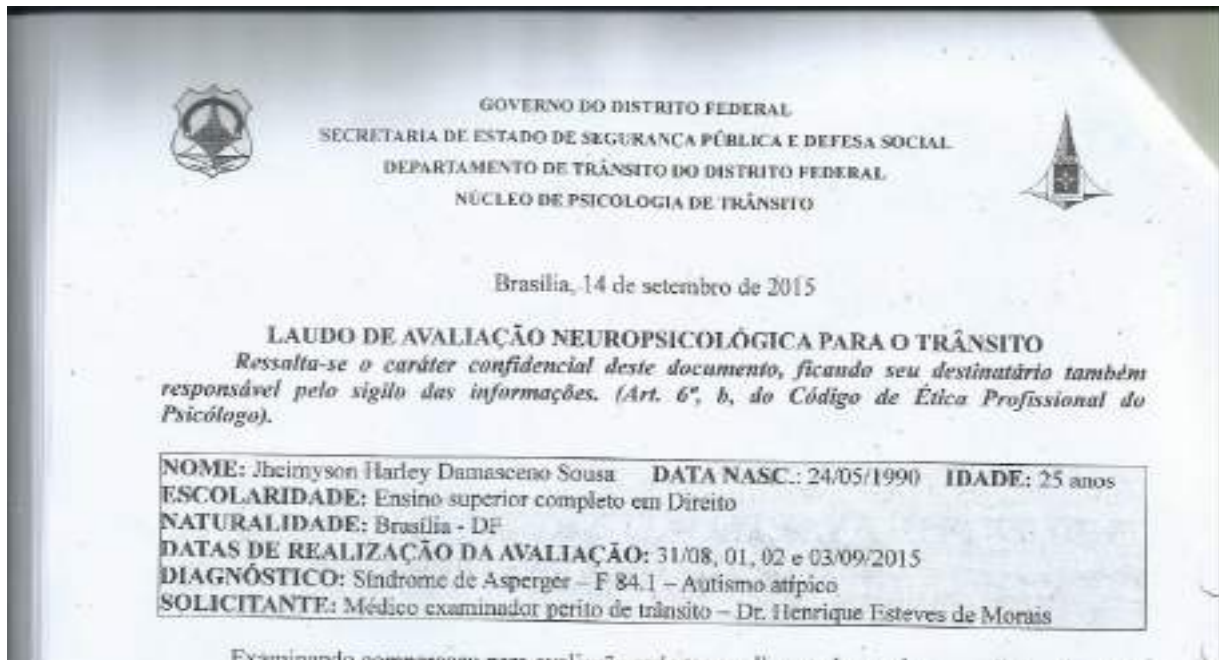 GOVERNO DO DISTRITO FEDERAL
SECRETARIA DE ESTADO DE SEGURANÇA PÚBLICA E DEFESA SOCIAL
DEPARTAMENTO DE TRÂNSITO DO DISTRITO FEDERAL
NÚCLEO DE PSICOLOGIA DE TRÂNSITO
Brasília, 14 de setembro de 2015
LAUDO DE AVALIAÇÃO NEUROPSICOLÓGICA PARA O TRÂNSITO
Ressalta-se o caráter confidencial deste documento, ficando seu destinatário também
responsável pelo sigilo das informações. (Art. 6º, b, do Código de Ética Profissional do
Psicólogo).
NOME: Jheimyson Harley Damasceno Sousa DATA NASC.: 24/05/1990 IDADE: 25 anos
ESCOLARIDADE: Ensino superior completo em Direito
NATURALIDADE: Brasília - DF
DATAS DE REALIZAÇÃO DA AVALIAÇÃO: 31/08, 01, 02 e 03/09/2015
DIAGNÓSTICO: Síndrome de Asperger – F 84.1 – Autismo atípico
SOLICITANTE: Médico examinador perito de trânsito – Dr. Henrique Esteves de Morais
Examinando compareceu para avaliação